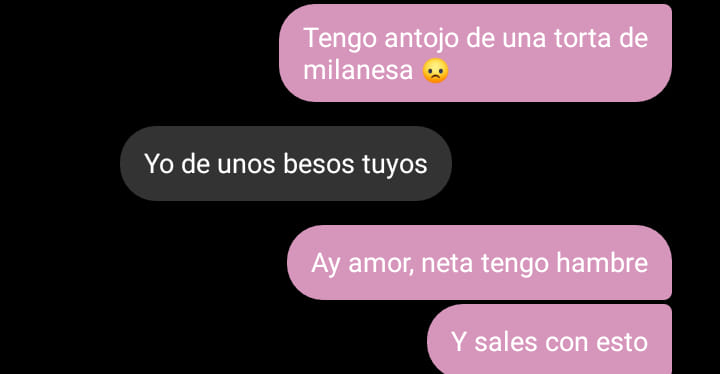 Tengo antojo de una torta de
milanesa ☹️
Yo de unos besos tuyos
Ay amor, neta tengo hambre
Y sales con esto